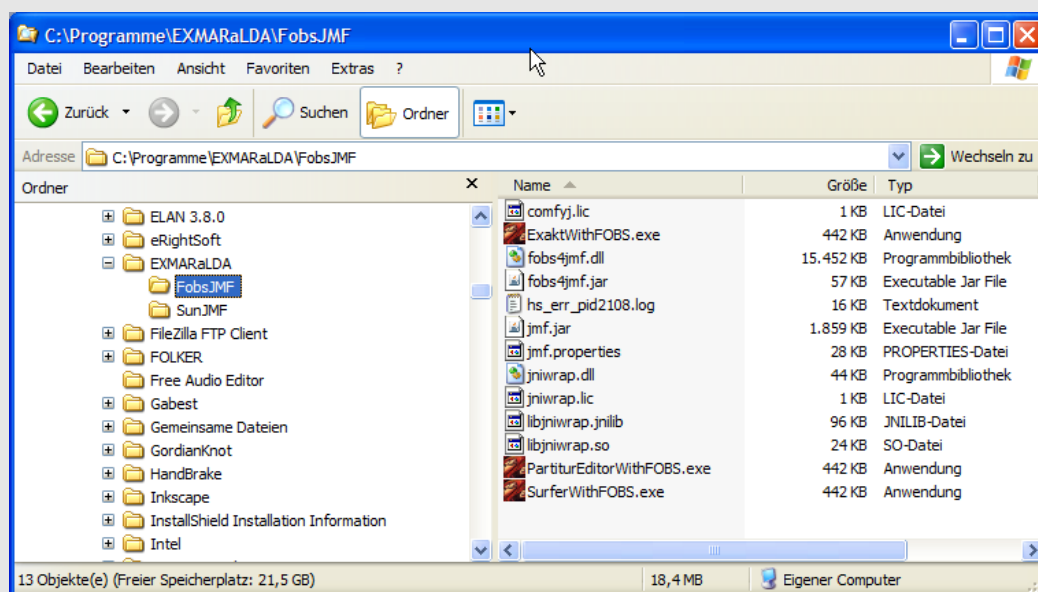 C:\Programme\EXMARaLDA\FobsJMF
Datei Bearbeiten Ansicht Favoriten Extras ?
Zurück Suchen Ordner
Adresse C:\Programme\EXMARaLDA\FobsJMF Wechseln zu
Ordner
ELAN 3.8.0
eRightSoft
EXMARaLDA
FobsJMF
SunJMF
FileZilla FTP Client
FOLKER
Free Audio Editor
Gabest
Gemeinsame Dateien
GordianKnot
HandBrake
Inkscape
InstallShield Installation Information
Intel
Name Größe Typ
comfyj.lic 1 KB LIC-Datei
ExaktWithFOBS.exe 442 KB Anwendung
fobs4jmf.dll 15.452 KB Programmbibliothek
fobs4jmf.jar 57 KB Executable Jar File
hs_err_pid2108.log 16 KB Textdokument
jmf.jar 1.859 KB Executable Jar File
jmf.properties 28 KB PROPERTIES-Datei
jniwrap.dll 44 KB Programmbibliothek
jniwrap.lic 1 KB LIC-Datei
libjniwrap.jnilib 96 KB JNILIB-Datei
libjniwrap.so 24 KB SO-Datei
PartiturEditorWithFOBS.exe 442 KB Anwendung
SurferWithFOBS.exe 442 KB Anwendung
13 Objekte(e) (Freier Speicherplatz: 21,5 GB) 18,4 MB Eigener Computer